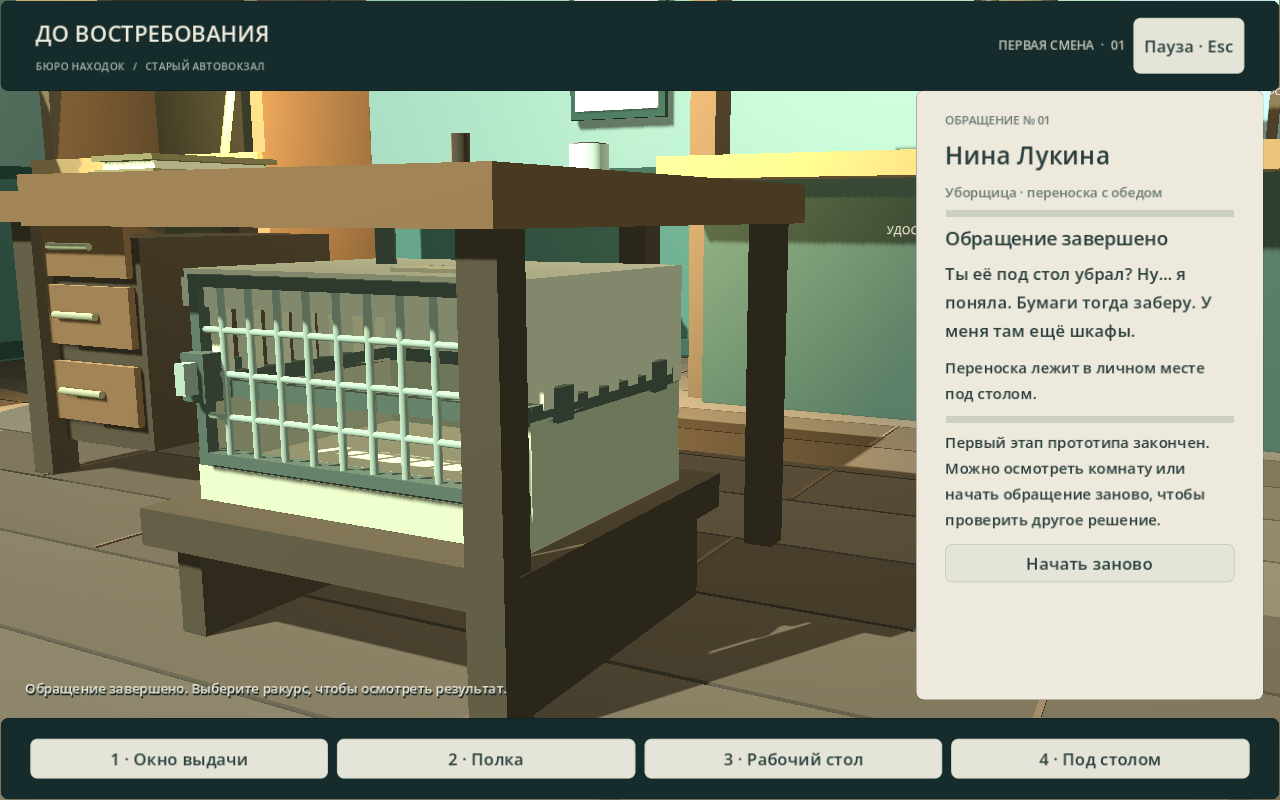 ДО ВОСТРЕБОВАНИЯ
БЮРО НАХОДОК / СТАРЫЙ АВТОВОКЗАЛ
ПЕРВАЯ СМЕНА · 01
Пауза · Esc
ОБРАЩЕНИЕ № 01
Нина Лукина
Уборщица · переноска с обедом
Обращение завершено
Ты её под стол убрал? Ну... я
поняла. Бумаги тогда заберу. У
меня там ещё шкафы.
Переноска лежит в личном месте
под столом.
Первый этап прототипа закончен.
Можно осмотреть комнату или
начать обращение заново, чтобы
проверить другое решение.
Начать заново
Обращение завершено. Выберите ракурс, чтобы осмотреть результат.
1 · Окно выдачи
2 · Полка
3 · Рабочий стол
4 · Под столом